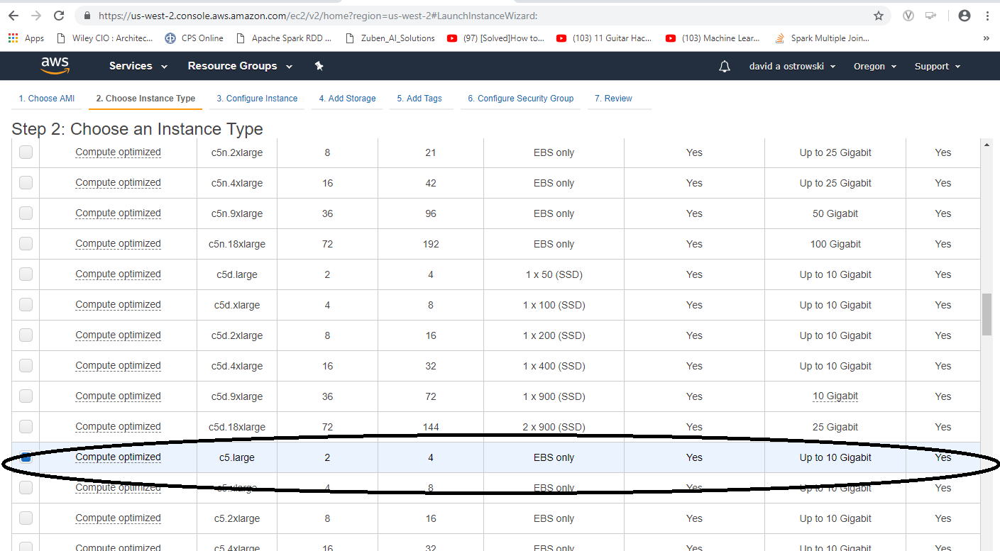 https://us-west-2.console.aws.amazon.com/ec2/v2/home?region=us-west-2#LaunchInstanceWizard:
Apps Wiley CIO : Architec... CPS Online Apache Spark RDD ... Zuben_AI_Solutions (97) [Solved]How to... (103) 11 Guitar Hac... (103) Machine Lear... Spark Multiple Join... »
aws Services Resource Groups david a ostrowski Oregon Support
1. Choose AMI 2. Choose Instance Type 3. Configure Instance 4. Add Storage 5. Add Tags 6. Configure Security Group 7. Review
Step 2: Choose an Instance Type
Compute optimized c5n.2xlarge 8 21 EBS only Yes Up to 25 Gigabit Yes
Compute optimized c5n.4xlarge 16 42 EBS only Yes Up to 25 Gigabit Yes
Compute optimized c5n.9xlarge 36 96 EBS only Yes 50 Gigabit Yes
Compute optimized c5n.18xlarge 72 192 EBS only Yes 100 Gigabit Yes
Compute optimized c5d.large 2 4 1 x 50 (SSD) Yes Up to 10 Gigabit Yes
Compute optimized c5d.xlarge 4 8 1 x 100 (SSD) Yes Up to 10 Gigabit Yes
Compute optimized c5d.2xlarge 8 16 1 x 200 (SSD) Yes Up to 10 Gigabit Yes
Compute optimized c5d.4xlarge 16 32 1 x 400 (SSD) Yes Up to 10 Gigabit Yes
Compute optimized c5d.9xlarge 36 72 1 x 900 (SSD) Yes 10 Gigabit Yes
Compute optimized c5d.18xlarge 72 144 2 x 900 (SSD) Yes 25 Gigabit Yes
Compute optimized c5.large 2 4 EBS only Yes Up to 10 Gigabit Yes
Compute optimized c5.xlarge 4 8 EBS only Yes Up to 10 Gigabit Yes
Compute optimized c5.2xlarge 8 16 EBS only Yes Up to 10 Gigabit Yes
Compute optimized c5.4xlarge 16 32 EBS only Yes Up to 10 Gigabit Yes